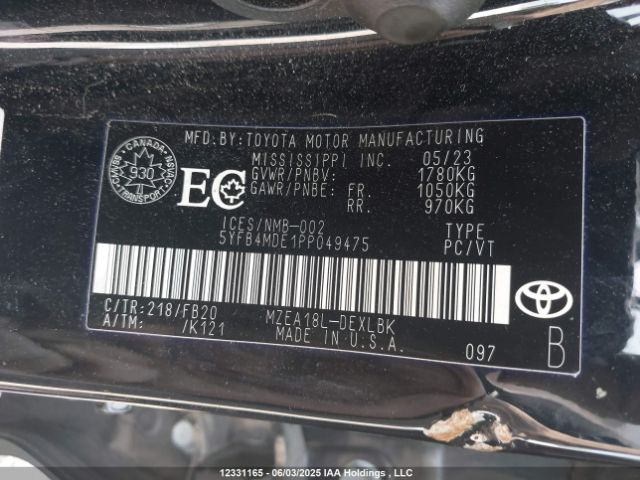 MFD.BY:TOYOTA MOTOR MANUFACTURING
MISSISSIPPI INC. 05/23
GVWR/PNBV: 1780KG
GAWR/PNBE: FR. 1050KG
RR. 970KG
CANADA
930
CMVSS
NSVAC
EC
ICES/NMB-002
5YFB4MDE1PP049475
TYPE
PC/VT
C/TR:218/FB20
A/TM: /K121
MZEA18L-DEXLBK
MADE IN U.S.A.
097
B
12331165 - 06/03/2025 IAA Holdings , LLC